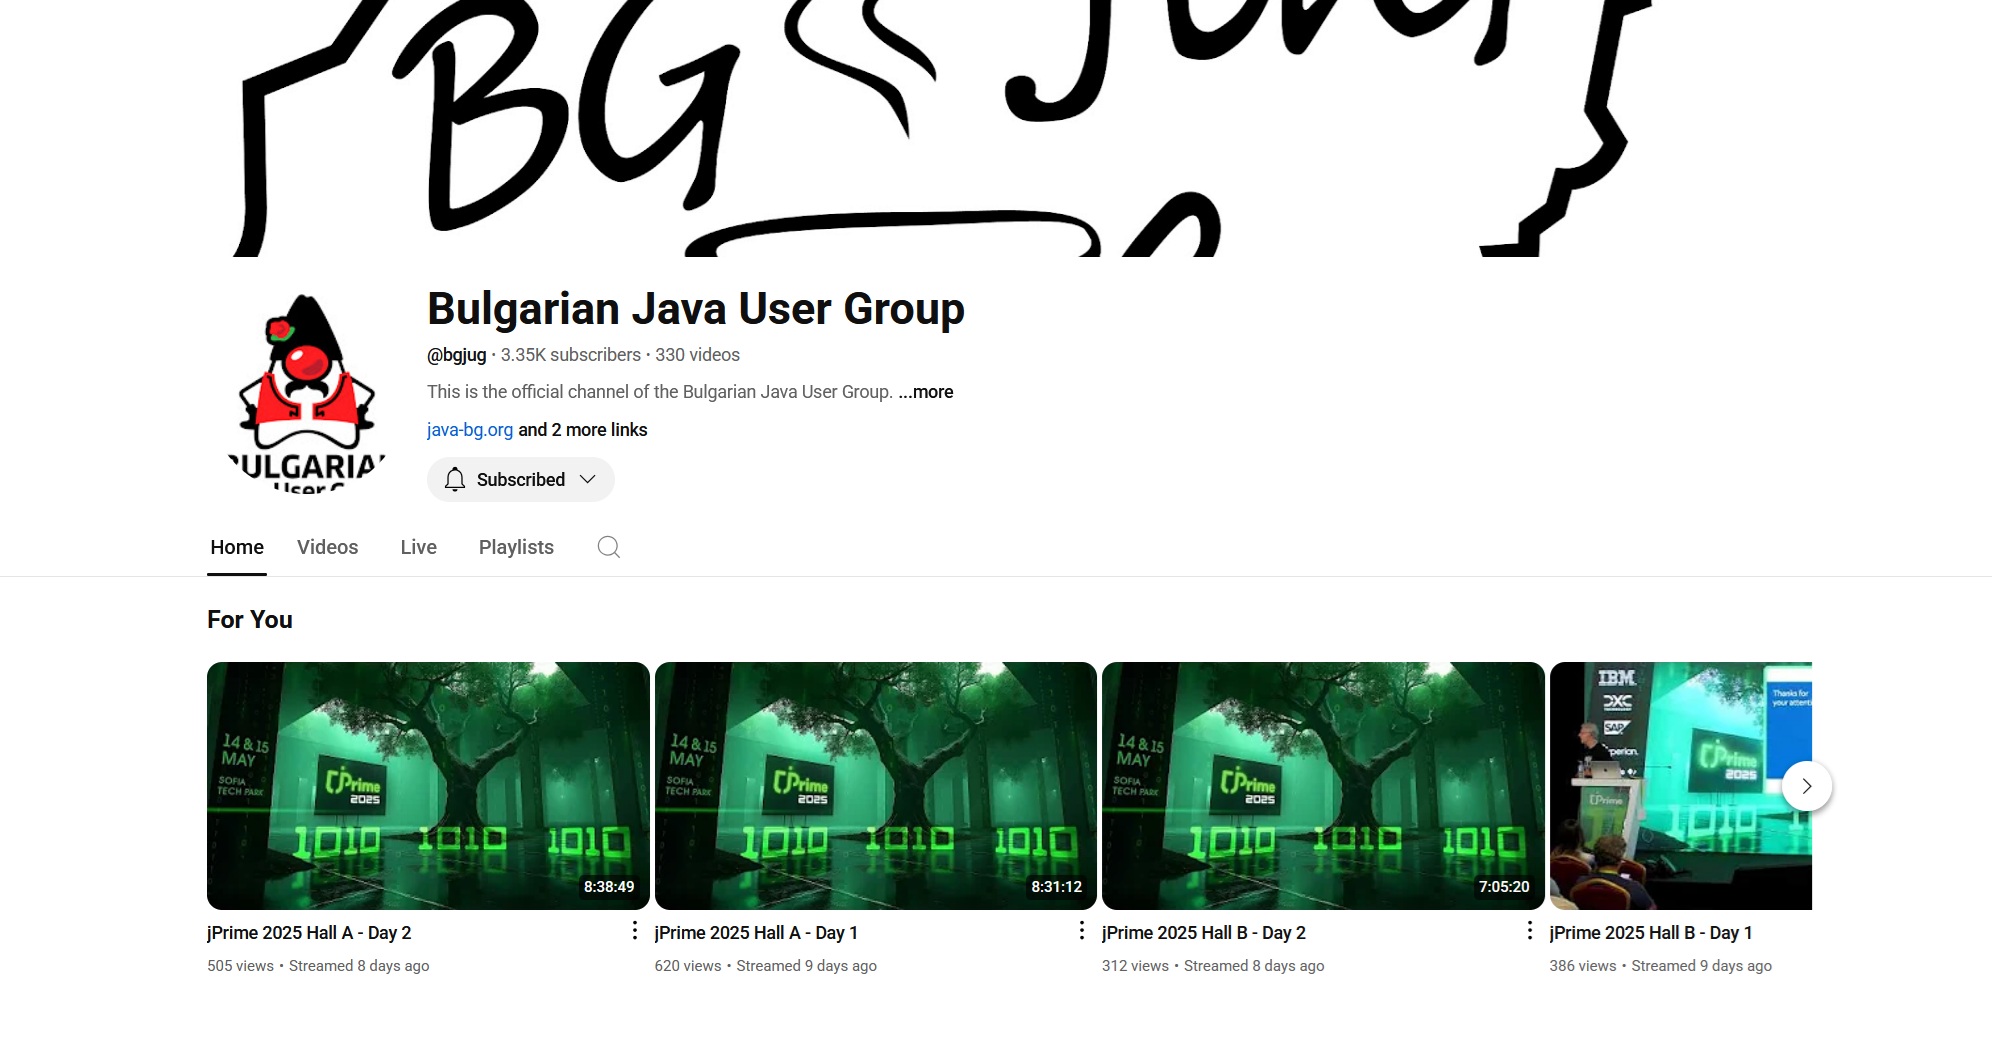 BG Java
Bulgarian Java User Group
@bgjug • 3.35K subscribers • 330 videos
This is the official channel of the Bulgarian Java User Group. ...more
java-bg.org and 2 more links
Subscribed
Home Videos Live Playlists
For You
14 & 15
MAY
SOFIA
TECH PARK
jPrime
2025
1010 1010 1010
8:38:49
14 & 15
MAY
SOFIA
TECH PARK
jPrime
2025
1010 1010 1010
8:31:12
14 & 15
MAY
SOFIA
TECH PARK
jPrime
2025
1010 1010 1010
7:05:20
IBM
DXC
SAP
Thanks for
your attent
jPrime
2025
jPrime
1010
jPrime 2025 Hall A - Day 2
505 views • Streamed 8 days ago
jPrime 2025 Hall A - Day 1
620 views • Streamed 9 days ago
jPrime 2025 Hall B - Day 2
312 views • Streamed 8 days ago
jPrime 2025 Hall B - Day 1
386 views • Streamed 9 days ago